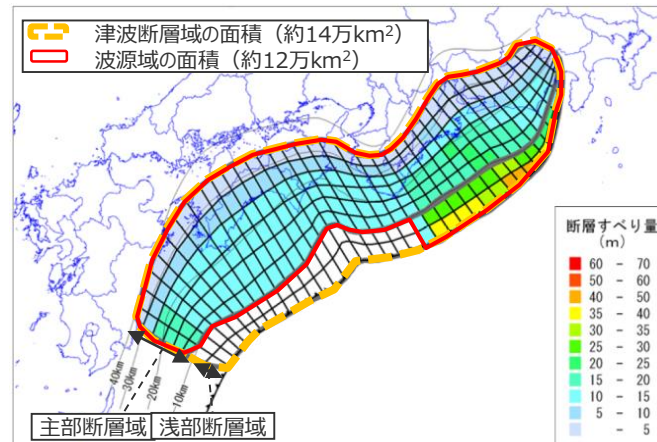 津波断層域の面積（約14万km²）
波源域の面積（約12万km²）
断層すべり量
（m）
60 - 70
50 - 60
40 - 50
35 - 40
30 - 35
25 - 30
20 - 25
15 - 20
10 - 15
5 - 10
- 5
40km
30km
20km
10km
主部断層域
浅部断層域